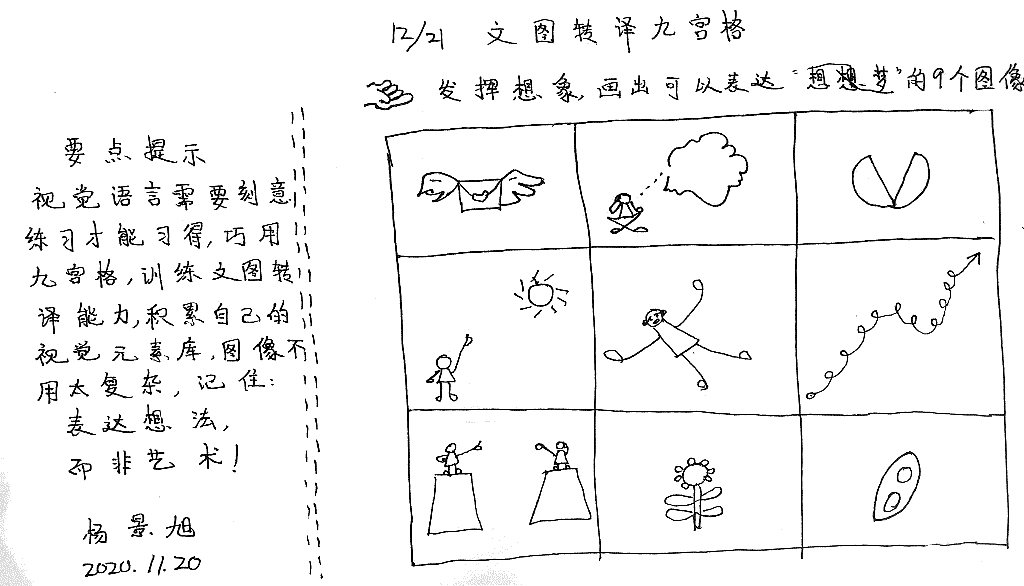 12/21 文图转译九宫格
发挥想象,画出可以表达“想想梦”的9个图像
要点提示
视觉语言需要刻意
练习才能习得,巧用
九宫格,训练文图转
译能力,积累自己的
视觉元素库,图像不
用太复杂,记住:
表达想法,
而非艺术!
杨景旭
2020.11.20